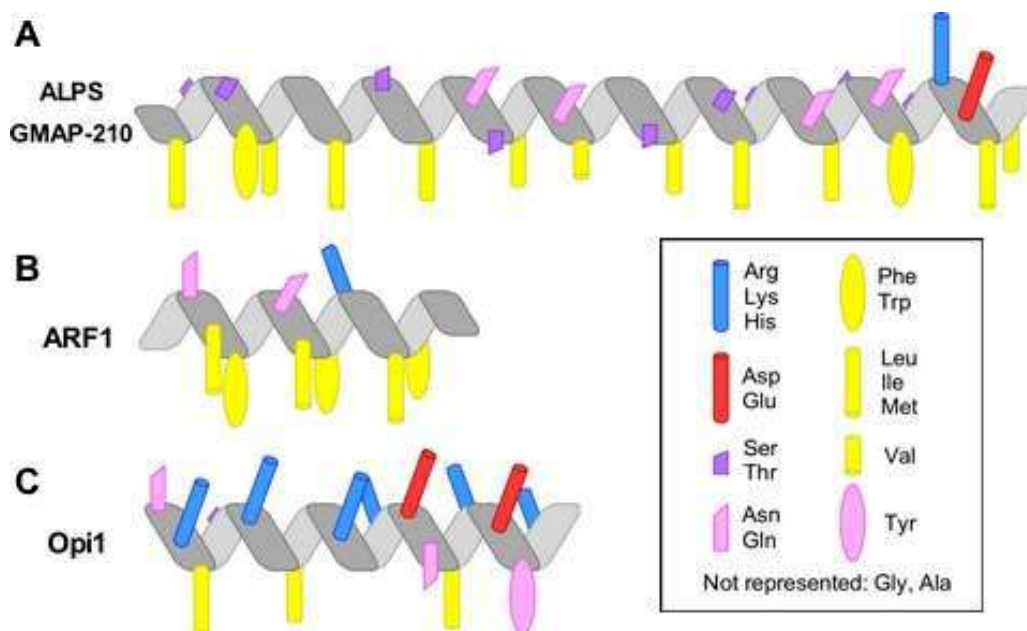 A
ALPS
GMAP-210
B
ARF1
C
Opi1
Arg
Lys
His
Asp
Glu
Ser
Thr
Asn
Gln
Phe
Trp
Leu
Ile
Met
Val
Tyr
Not represented: Gly, Ala